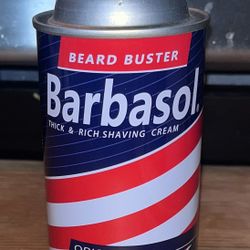 BEARD BUSTER
Barbasol.
THICK & RICH SHAVING CREAM